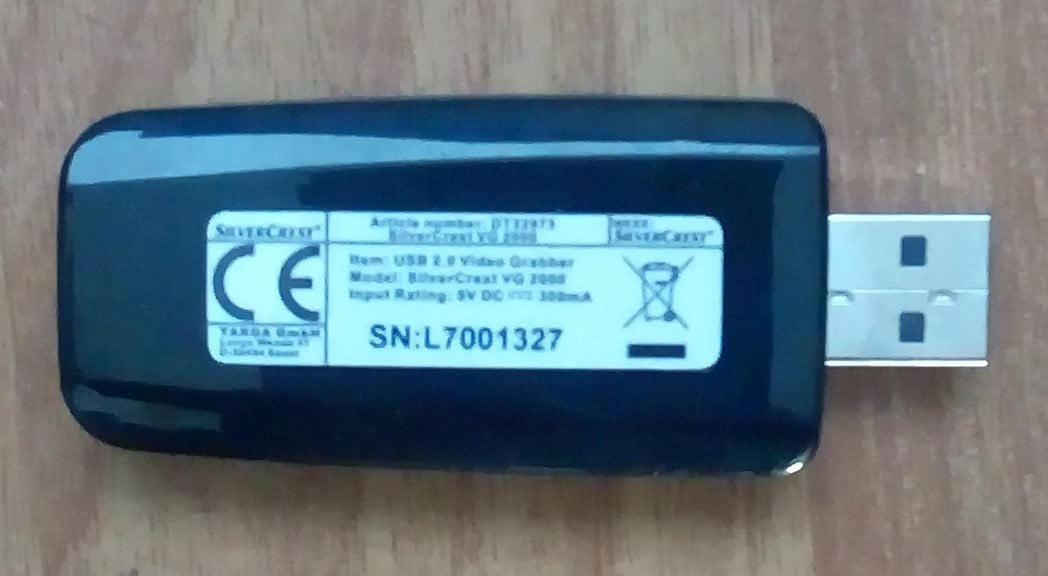 SILVERCREST
Article number:
SilverCrest VG 2000
SILVERCREST
CE
Item: USB 2.0 Video Grabber
Model: SilverCrest VG 2000
Input Rating: 5V DC 300mA
SN:L7001327
GmbH